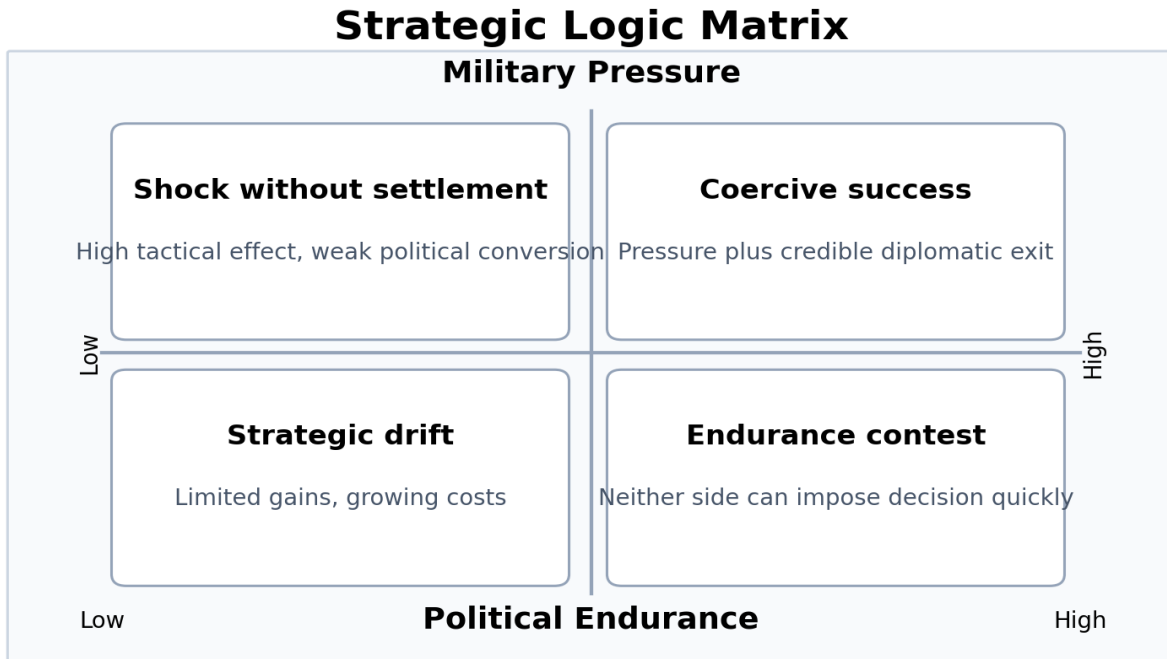 Strategic Logic Matrix
Military Pressure
Shock without settlement
Coercive success
High tactical effect, weak political conversion
Pressure plus credible diplomatic exit
Low
High
Strategic drift
Endurance contest
Limited gains, growing costs
Neither side can impose decision quickly
Low
Political Endurance
High